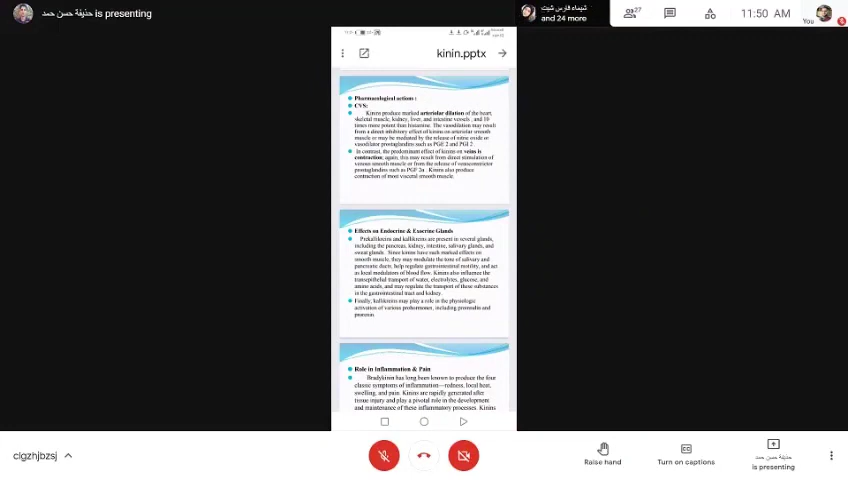 حذيفة حسن حمد is presenting
شيماء فارس شيت
and 24 more
27
11:50 AM
You
kinin.pptx
Pharmacological actions :
CVS:
Kinins produce marked arteriolar dilation of the heart,
skeletal muscle, kidney, liver, and intestine vessels , and 10
times more potent than histamine. The vasodilation may result
from a direct inhibitory effect of kinins on arteriolar smooth
muscle or may be mediated by the release of nitric oxide or
vasodilator prostaglandins such as PGE 2 and PGI 2
In contrast, the predominant effect of kinins on veins is
contraction; again, this may result from direct stimulation of
venous smooth muscle or from the release of venoconstrictor
prostaglandins such as PGF 2α . Kinins also produce
contraction of most visceral smooth muscle.
Effects on Endocrine & Exocrine Glands
Prekallikreins and kallikreins are present in several glands,
including the pancreas, kidney, intestine, salivary glands, and
sweat glands. Since kinins have such marked effects on
smooth muscle, they may modulate the tone of salivary and
pancreatic ducts, help regulate gastrointestinal motility, and act
as local modulators of blood flow. Kinins also influence the
transepithelial transport of water, electrolytes, glucose, and
amino acids, and may regulate the transport of these substances
in the gastrointestinal tract and kidney.
Finally, kallikreins may play a role in the physiologic
activation of various prohormones, including proinsulin and
prorenin
Role in Inflammation & Pain
Bradykinin has long been known to produce the four
classic symptoms of inflammation—redness, local heat,
swelling, and pain. Kinins are rapidly generated after
tissue injury and play a pivotal role in the development
and maintenance of these inflammatory processes. Kinins
clgzhjbzsj
Raise hand
Turn on captions
حذيفة حسن حمد
is presenting